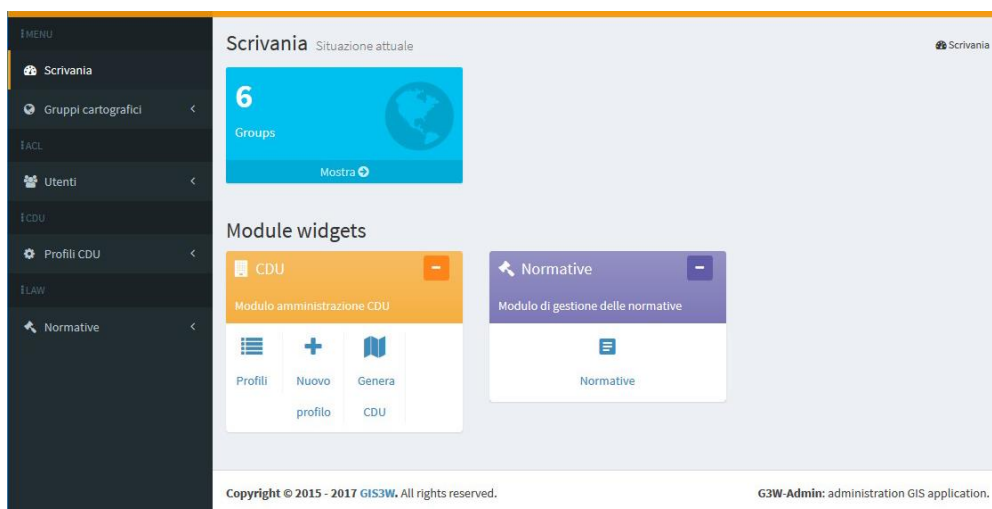 MENU
Scrivania
Gruppi cartografici
ACL
Utenti
CDU
Profili CDU
LAW
Normative
Scrivania Situazione attuale
Scrivania
6
Groups
Mostra
Module widgets
CDU
Modulo amministrazione CDU
Profili
Nuovo
profilo
Genera
CDU
Normative
Modulo di gestione delle normative
Normative
Copyright © 2015 - 2017 GIS3W. All rights reserved.
G3W-Admin: administration GIS application.